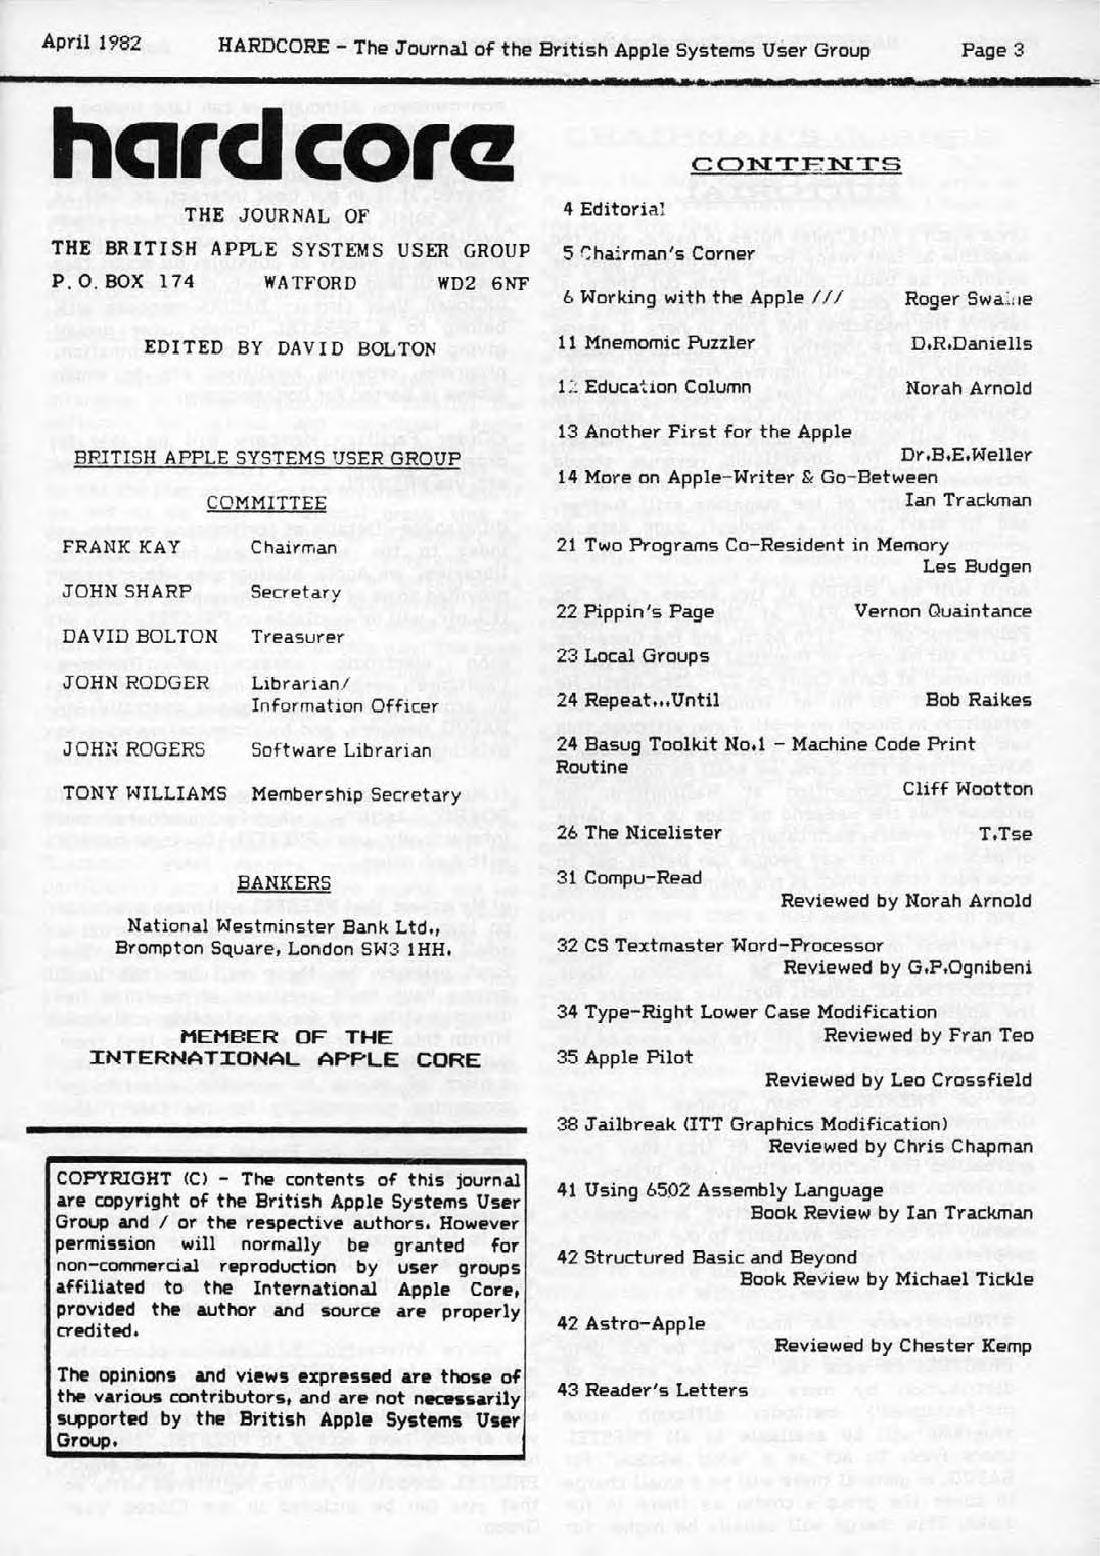 April 1982 HARDCORE - The Journal of the British Apple Systems User Group Page 3
hardcore
THE JOURNAL OF
THE BRITISH APPLE SYSTEMS USER GROUP
P.O.BOX 174 WATFORD WD2 6NF
EDITED BY DAVID BOLTON
BRITISH APPLE SYSTEMS USER GROUP
COMMITTEE
FRANK KAY Chairman
JOHN SHARP Secretary
DAVID BOLTON Treasurer
JOHN RODGER Librarian/
Information Officer
JOHN ROGERS Software Librarian
TONY WILLIAMS Membership Secretary
BANKERS
National Westminster Bank Ltd.,
Brompton Square, London SW3 1HH.
MEMBER OF THE
INTERNATIONAL APPLE CORE
COPYRIGHT (C) - The contents of this journal
are copyright of the British Apple Systems User
Group and / or the respective authors. However
permission will normally be granted for
non-commercial reproduction by user groups
affiliated to the International Apple Core,
provided the author and source are properly
credited.
The opinions and views expressed are those of
the various contributors, and are not necessarily
supported by the British Apple Systems User
Group.
CONTENTS
4 Editorial
5 Chairman's Corner
6 Working with the Apple /// Roger Swaine
11 Mnemomic Puzzler D.R.Daniells
12 Education Column Norah Arnold
13 Another First for the Apple
Dr.B.E.Weller
14 More on Apple-Writer & Go-Between
Ian Trackman
21 Two Programs Co-Resident in Memory
Les Budgen
22 Pippin's Page Vernon Quaintance
23 Local Groups
24 Repeat...Until Bob Raikes
24 Basug Toolkit No.1 - Machine Code Print
Routine
Cliff Wootton
26 The Nicelister T.Tse
31 Compu-Read
Reviewed by Norah Arnold
32 CS Textmaster Word-Processor
Reviewed by G.P.Ognibeni
34 Type-Right Lower Case Modification
Reviewed by Fran Teo
35 Apple Pilot
Reviewed by Leo Crossfield
38 Jailbreak (ITT Graphics Modification)
Reviewed by Chris Chapman
41 Using 6502 Assembly Language
Book Review by Ian Trackman
42 Structured Basic and Beyond
Book Review by Michael Tickle
42 Astro-Apple
Reviewed by Chester Kemp
43 Reader's Letters